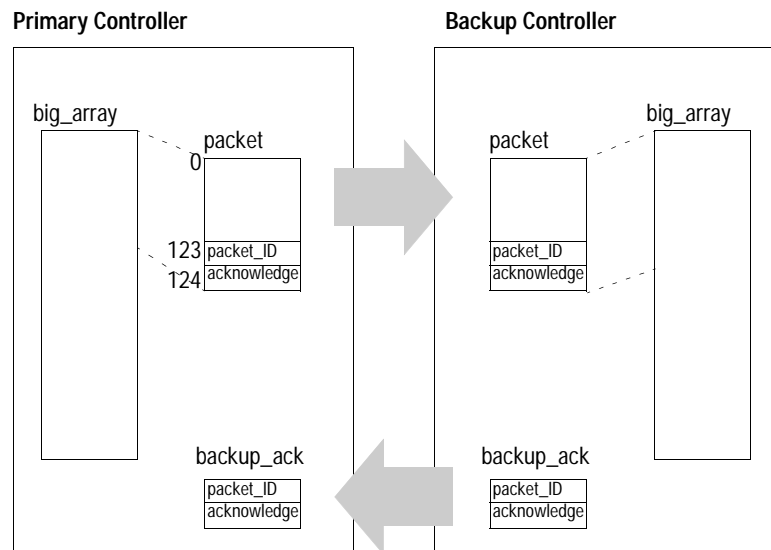 Primary Controller
Backup Controller
big_array
packet
0
123
packet_ID
124
acknowledge
backup_ack
packet_ID
acknowledge
packet
big_array
packet_ID
acknowledge
backup_ack
packet_ID
acknowledge